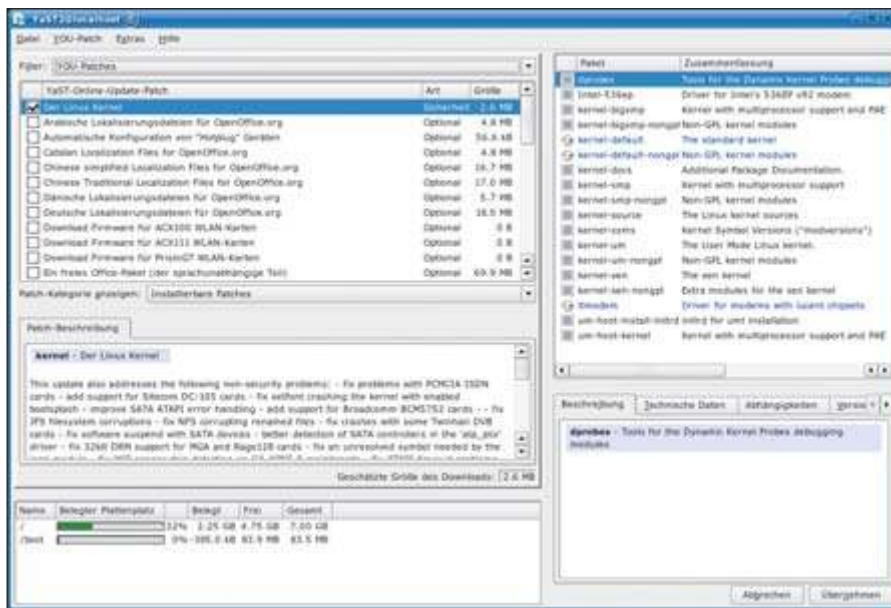 YaST2@localhost
Datei YOU-Patch Extras Hilfe
Filter: YOU-Patches
YaST-Online-Update-Patch Art Größe
Der Linux Kernel Sicherheit 2.6 MB
Arabische Lokalisierungsdateien für OpenOffice.org Optional 4.8 MB
Automatische Konfiguration von "Hotplug" Geräten Optional 56.8 kB
Catalan Localization Files for OpenOffice.org Optional 4.8 MB
Chinese simplified Localization Files for OpenOffice.org Optional 16.7 MB
Chinese Traditional Localization Files for OpenOffice.org Optional 17.0 MB
Dänische Lokalisierungsdateien für OpenOffice.org Optional 5.7 MB
Deutsche Lokalisierungsdateien für OpenOffice.org Optional 18.5 MB
Download Firmware für ACX100 WLAN-Karten Optional 0 B
Download Firmware für ACX111 WLAN-Karten Optional 0 B
Download Firmware für PrismGT WLAN-Karten Optional 0 B
Ein freies Office-Paket (der sprachunabhängige Teil) Optional 69.9 MB
Patch-Kategorie anzeigen: Installierbare Patches
Patch-Beschreibung
kernel - Der Linux Kernel
This update also addresses the following non-security problems: - fix problems with PCMCIA ISDN
cards - add support for Sitecom DC-105 cards - fix setfont crashing the kernel with enabled
bootsplash - improve SATA ATAPI error handling - add support for Broadcomm BCM5752 cards - - fix
JFS filesystem corruptions - fix NFS corrupting renamed files - fix crashes with some Twinhan DVB
cards - fix software suspend with SATA devices - better detection of SATA controllers in the 'ata_piix'
driver - fix 32bit DRM support for MGA and Rage128 cards - fix an unresolved symbol needed by the
Geschätzte Größe des Downloads: 2.6 MB
Name Belegter Plattenplatz Belegt Frei Gesamt
/ 32% 2.25 GB 4.75 GB 7.00 GB
/boot 0% 63.9 MB 63.5 MB
Paket Zusammenfassung
dprobes Tools for the Dynamic Kernel Probes debugging
Intel-536ep Driver for Intel's 536EP v92 modem
kernel-bigsmp Kernel with multiprocessor support and PAE
kernel-bigsmp-nongpl Non-GPL kernel modules
kernel-default The standard kernel
kernel-default-nongpl Non-GPL kernel modules
kernel-docs Additional Package Documentation.
kernel-smp Kernel with multiprocessor support
kernel-smp-nongpl Non-GPL kernel modules
kernel-source The Linux kernel sources
kernel-syms Kernel Symbol Versions ("modversions")
kernel-um The User Mode Linux kernel.
kernel-um-nongpl Non-GPL kernel modules
kernel-xen The xen kernel
kernel-xen-nongpl Extra modules for the xen kernel
ltmodem Driver for modems with lucent chipsets
um-host-install-initrd initrd for uml installation
um-host-kernel Kernel with multiprocessor support and PAE
Beschreibung Technische Daten Abhängigkeiten Versio
dprobes - Tools for the Dynamic Kernel Probes debugging
modules
Abbrechen Übernehmen